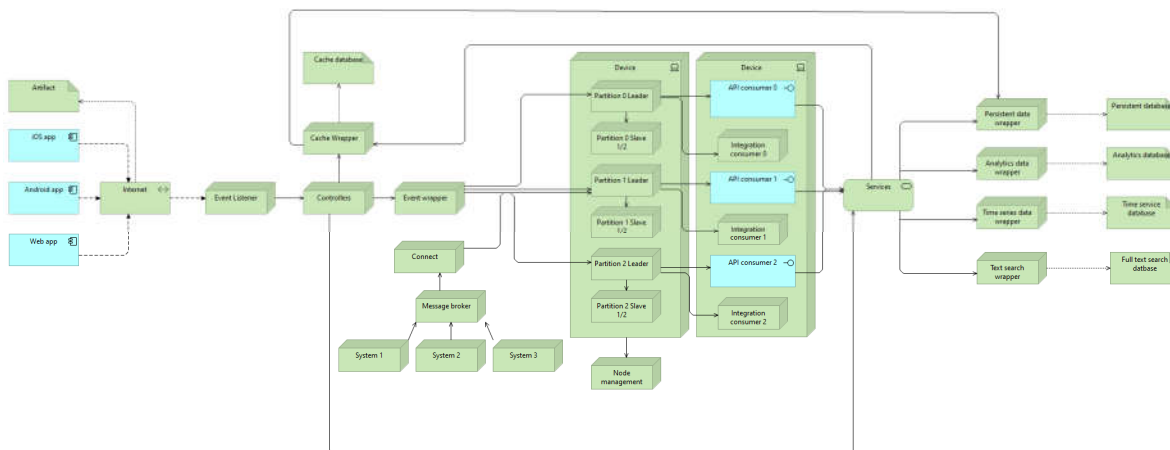 Artifact
iOS app
Android app
Web app
Internet
Event Listener
Cache database
Cache Wrapper
Controllers
Event wrapper
Connect
Message broker
System 1
System 2
System 3
Device
Partition 0 Leader
Partition 0 Slave
1/2
Partition 1 Leader
Partition 1 Slave
1/2
Partition 2 Leader
Partition 2 Slave
1/2
Node
management
Device
API consumer 0
Integration
consumer 0
API consumer 1
Integration
consumer 1
API consumer 2
Integration
consumer 2
Services
Persistent data
wrapper
Analytics data
wrapper
Time series data
wrapper
Text search
wrapper
Persistent database
Analytics database
Time service
database
Full text search
datbase